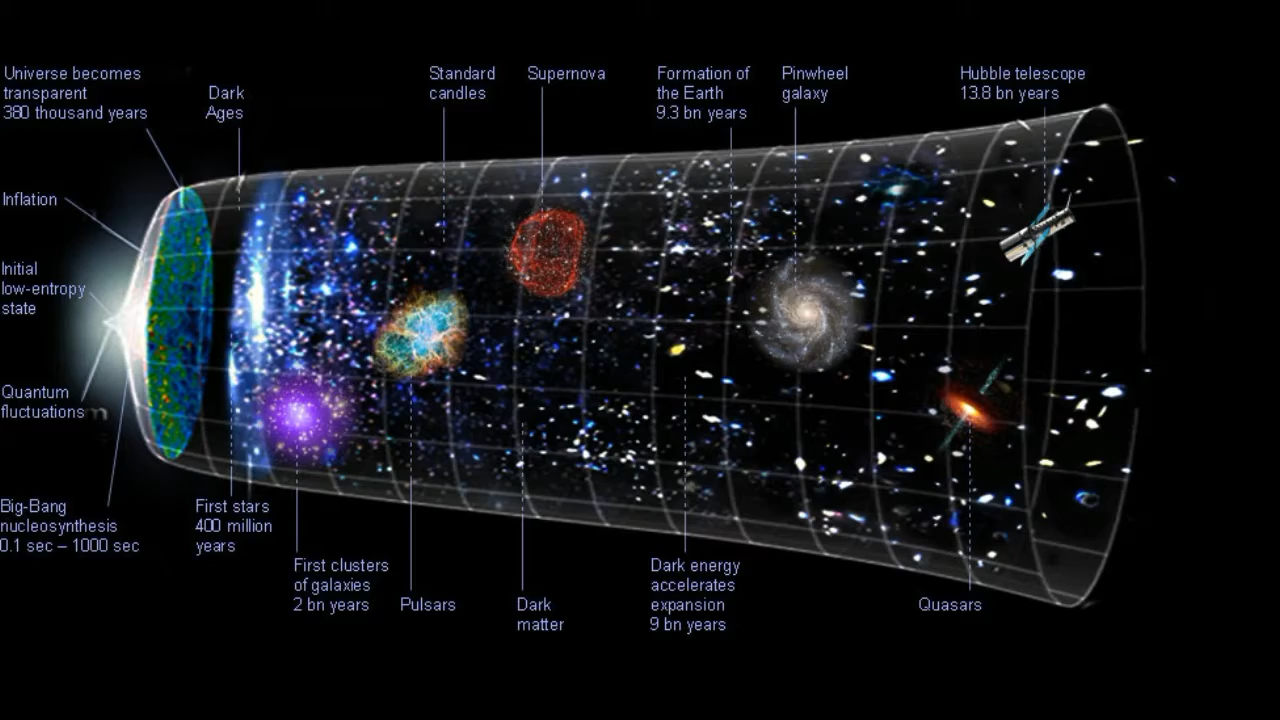 Universe becomes
transparent
380 thousand years
Dark
Ages
Standard
candles
Supernova
Formation of
the Earth
9.3 bn years
Pinwheel
galaxy
Hubble telescope
13.8 bn years
Inflation
Initial
low-entropy
state
Quantum
fluctuations
Big-Bang
nucleosynthesis
0.1 sec – 1000 sec
First stars
400 million
years
First clusters
of galaxies
2 bn years
Pulsars
Dark
matter
Dark energy
accelerates
expansion
9 bn years
Quasars